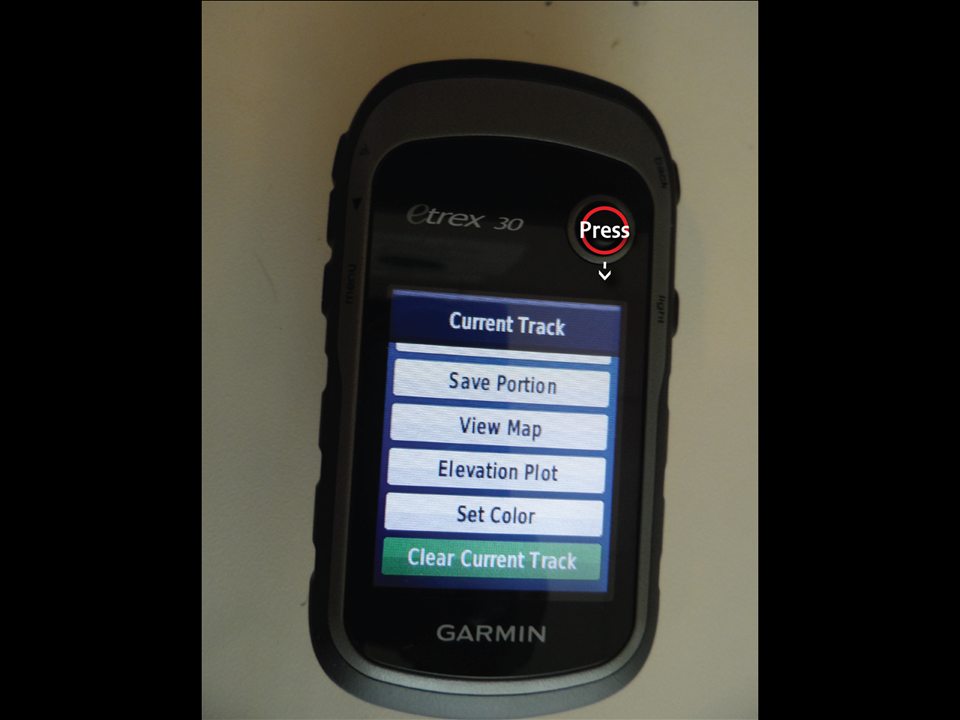 back
etrex 30
Press
menu
light
Current Track
Save Portion
View Map
Elevation Plot
Set Color
Clear Current Track
GARMIN